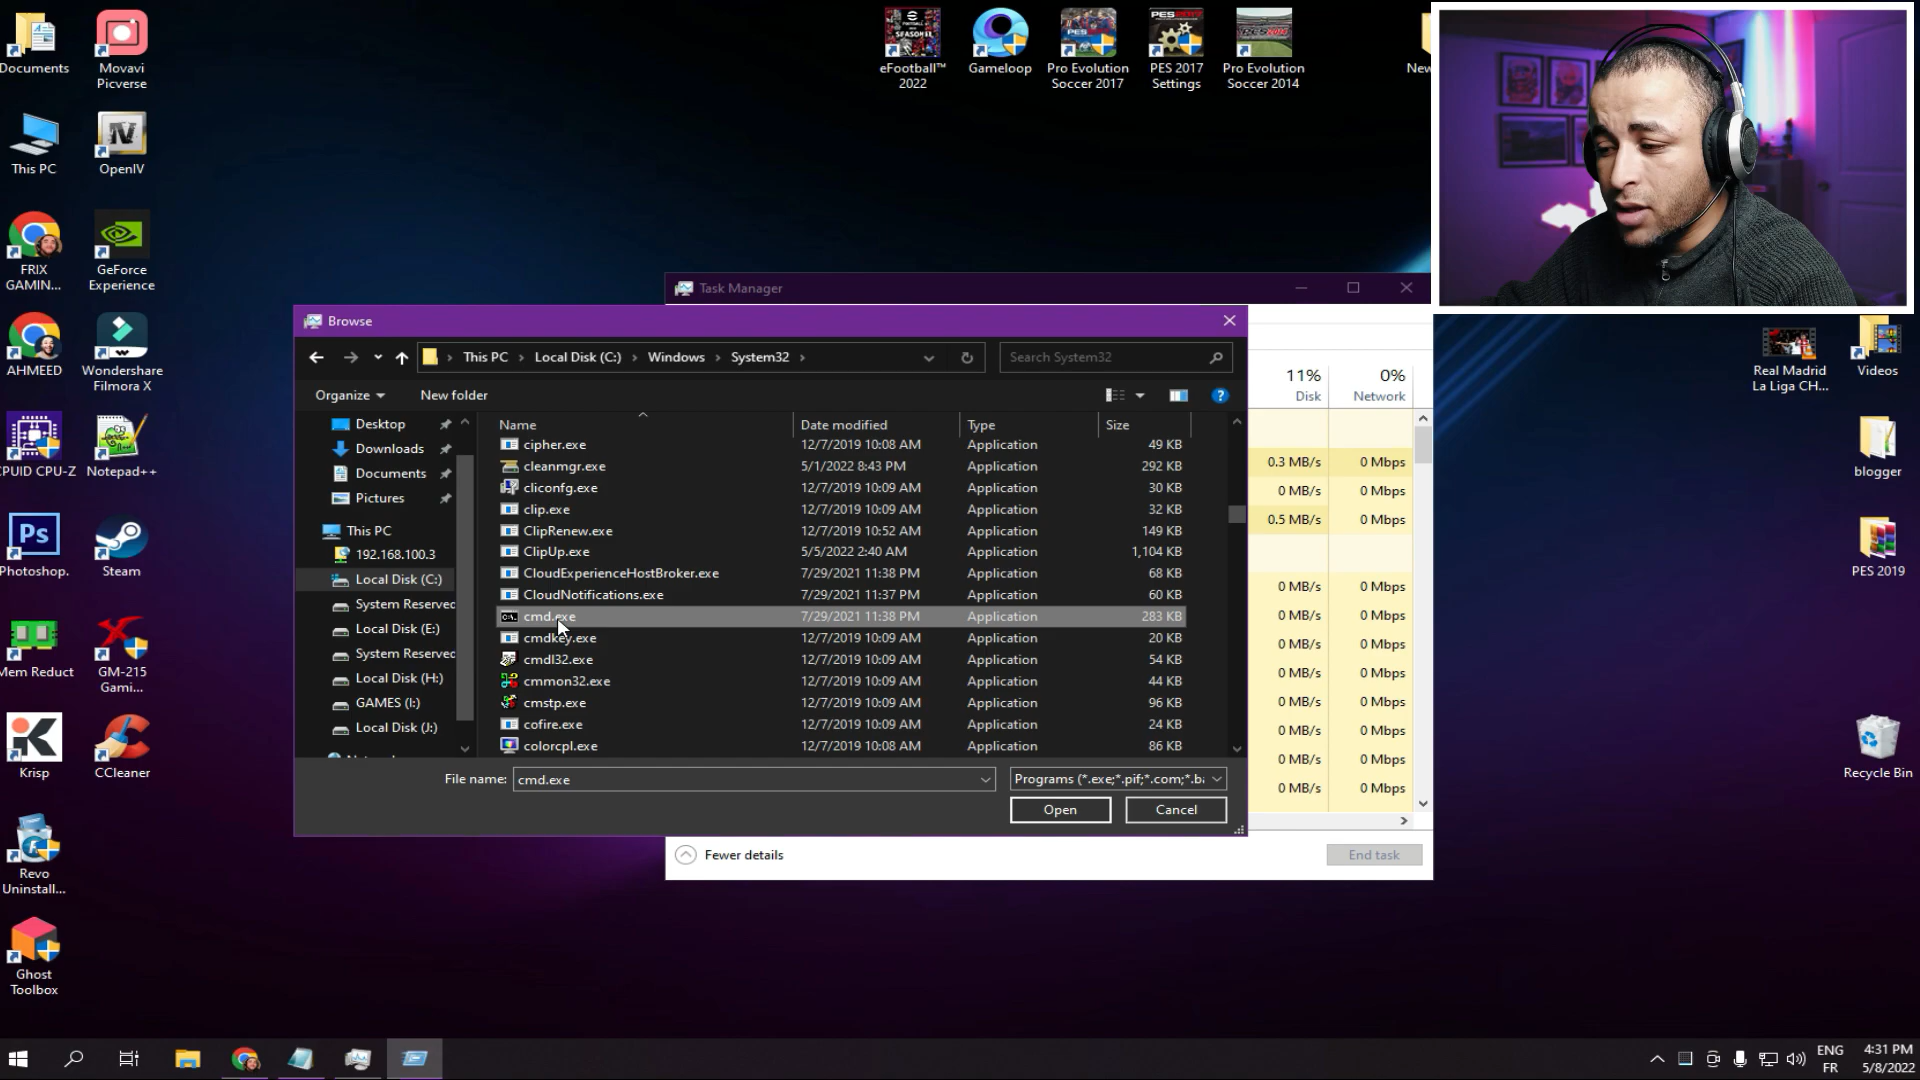 Documents
Movavi
Picverse
eFootball™
2022
Gameloop
Pro Evolution
Soccer 2017
PES 2017
Settings
Pro Evolution
Soccer 2014
New
This PC
OpenIV
FRIX
GAMIN...
GeForce
Experience
AHMEED
Wondershare
Filmora X
CPUID CPU-Z
Notepad++
Photoshop.
Steam
Mem Reduct
GM-215
Gami...
Krisp
CCleaner
Revo
Uninstall...
Ghost
Toolbox
Task Manager
11%
0%
Disk
Network
0.3 MB/s
0 Mbps
0 MB/s
0 Mbps
0.5 MB/s
0 Mbps
0 MB/s
0 Mbps
0 MB/s
0 Mbps
0 MB/s
0 Mbps
0 MB/s
0 Mbps
0 MB/s
0 Mbps
0 MB/s
0 Mbps
0 MB/s
0 Mbps
0 MB/s
0 Mbps
Fewer details
End task
Browse
This PC › Local Disk (C:) › Windows › System32 ›
Search System32
Organize
New folder
Desktop
Downloads
Documents
Pictures
This PC
192.168.100.3
Local Disk (C:)
System Reserved
Local Disk (E:)
System Reserved
Local Disk (H:)
GAMES (I:)
Local Disk (J:)
Name Date modified Type Size
cipher.exe 12/7/2019 10:08 AM Application 49 KB
cleanmgr.exe 5/1/2022 8:43 PM Application 292 KB
cliconfg.exe 12/7/2019 10:09 AM Application 30 KB
clip.exe 12/7/2019 10:09 AM Application 32 KB
ClipRenew.exe 12/7/2019 10:52 AM Application 149 KB
ClipUp.exe 5/5/2022 2:40 AM Application 1,104 KB
CloudExperienceHostBroker.exe 7/29/2021 11:38 PM Application 68 KB
CloudNotifications.exe 7/29/2021 11:37 PM Application 60 KB
cmd.exe 7/29/2021 11:38 PM Application 283 KB
cmdkey.exe 12/7/2019 10:09 AM Application 20 KB
cmdl32.exe 12/7/2019 10:09 AM Application 54 KB
cmmon32.exe 12/7/2019 10:09 AM Application 44 KB
cmstp.exe 12/7/2019 10:09 AM Application 96 KB
cofire.exe 12/7/2019 10:09 AM Application 24 KB
colorcpl.exe 12/7/2019 10:08 AM Application 86 KB
File name: cmd.exe
Programs (*.exe;*.pif;*.com;*.b
Open
Cancel
Real Madrid
La Liga CH...
Videos
blogger
PES 2019
Recycle Bin
ENG
FR
4:31 PM
5/8/2022